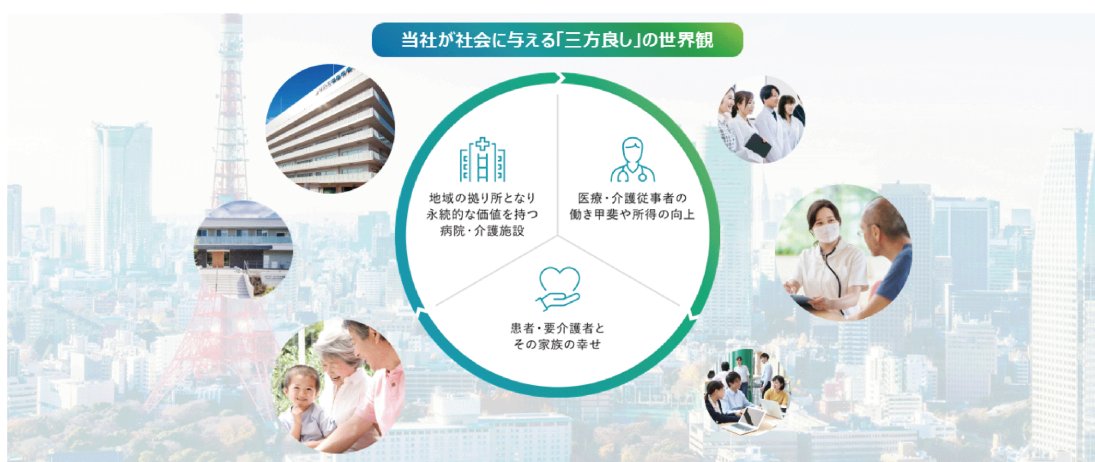 当社が社会に与える「三方良し」の世界観
地域の拠り所となり
永続的な価値を持つ
病院・介護施設
医療・介護従事者の
働き甲斐や所得の向上
患者・要介護者と
その家族の幸せ